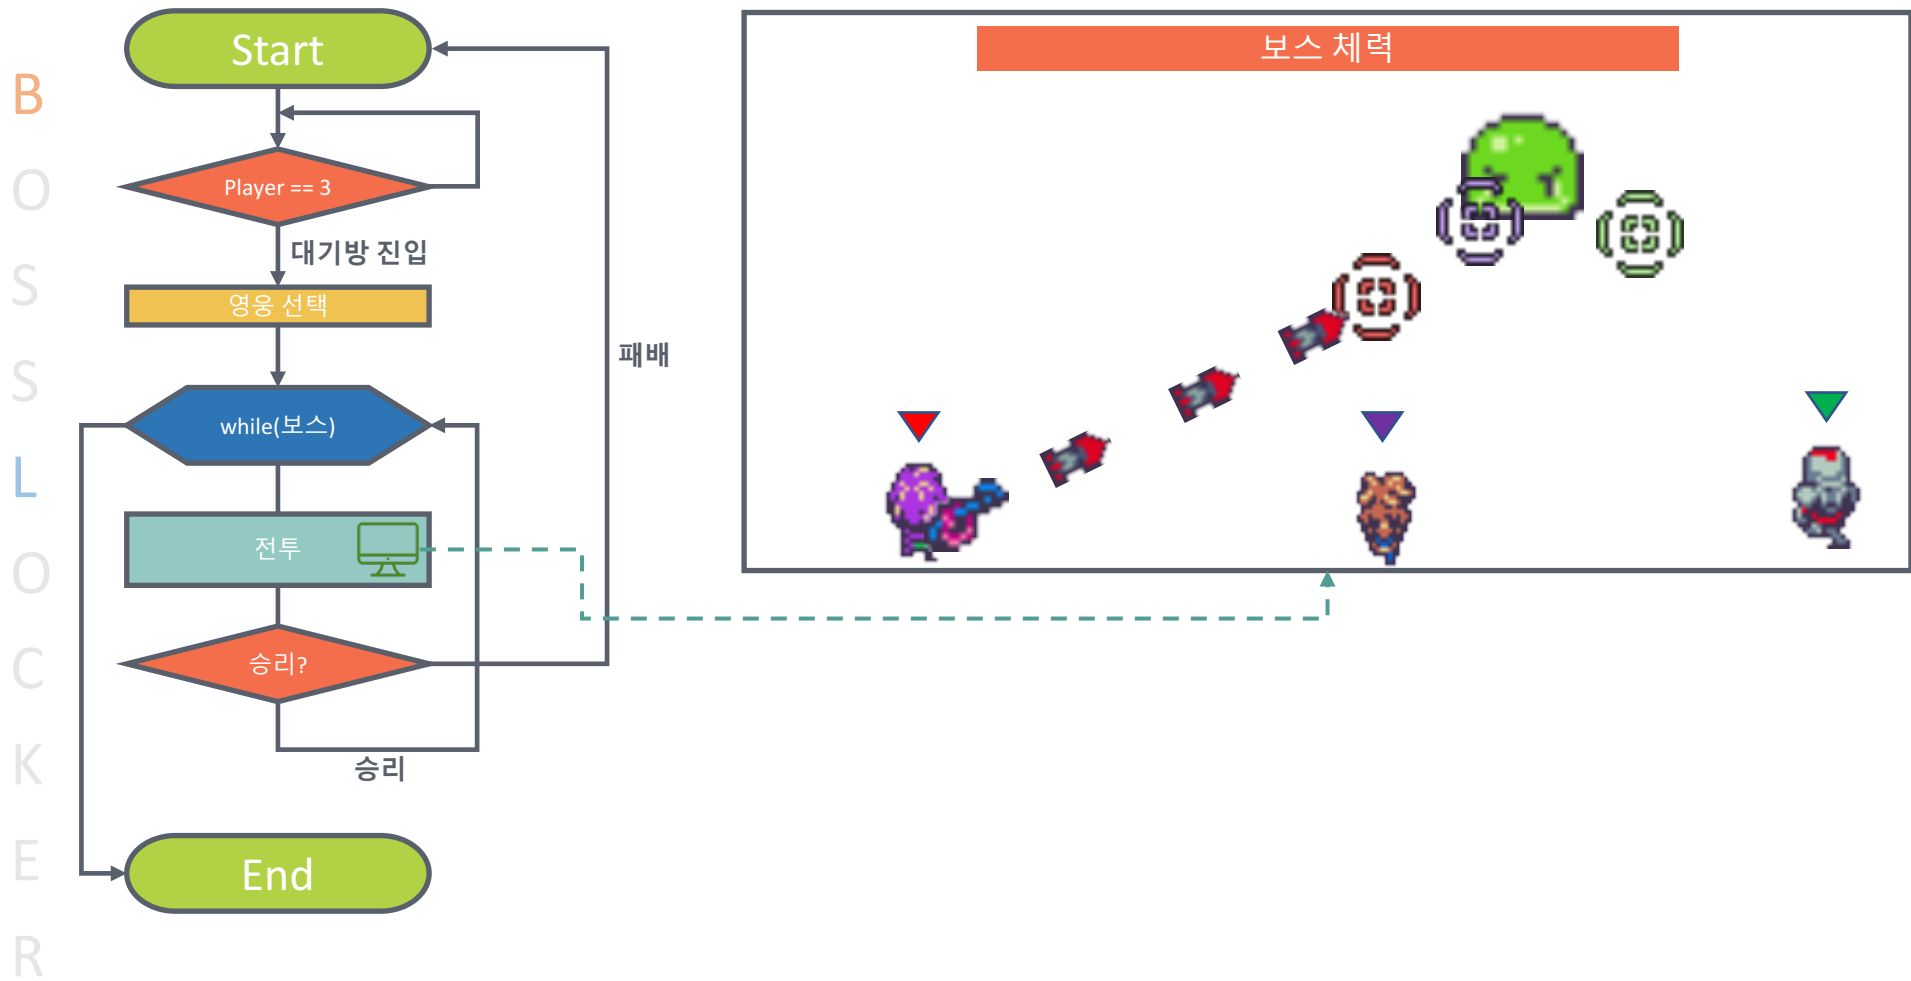 B
O
S
S
L
O
C
K
E
R
Start
Player == 3
대기방 진입
영웅 선택
while(보스)
전투
승리?
승리
패배
End
보스 체력